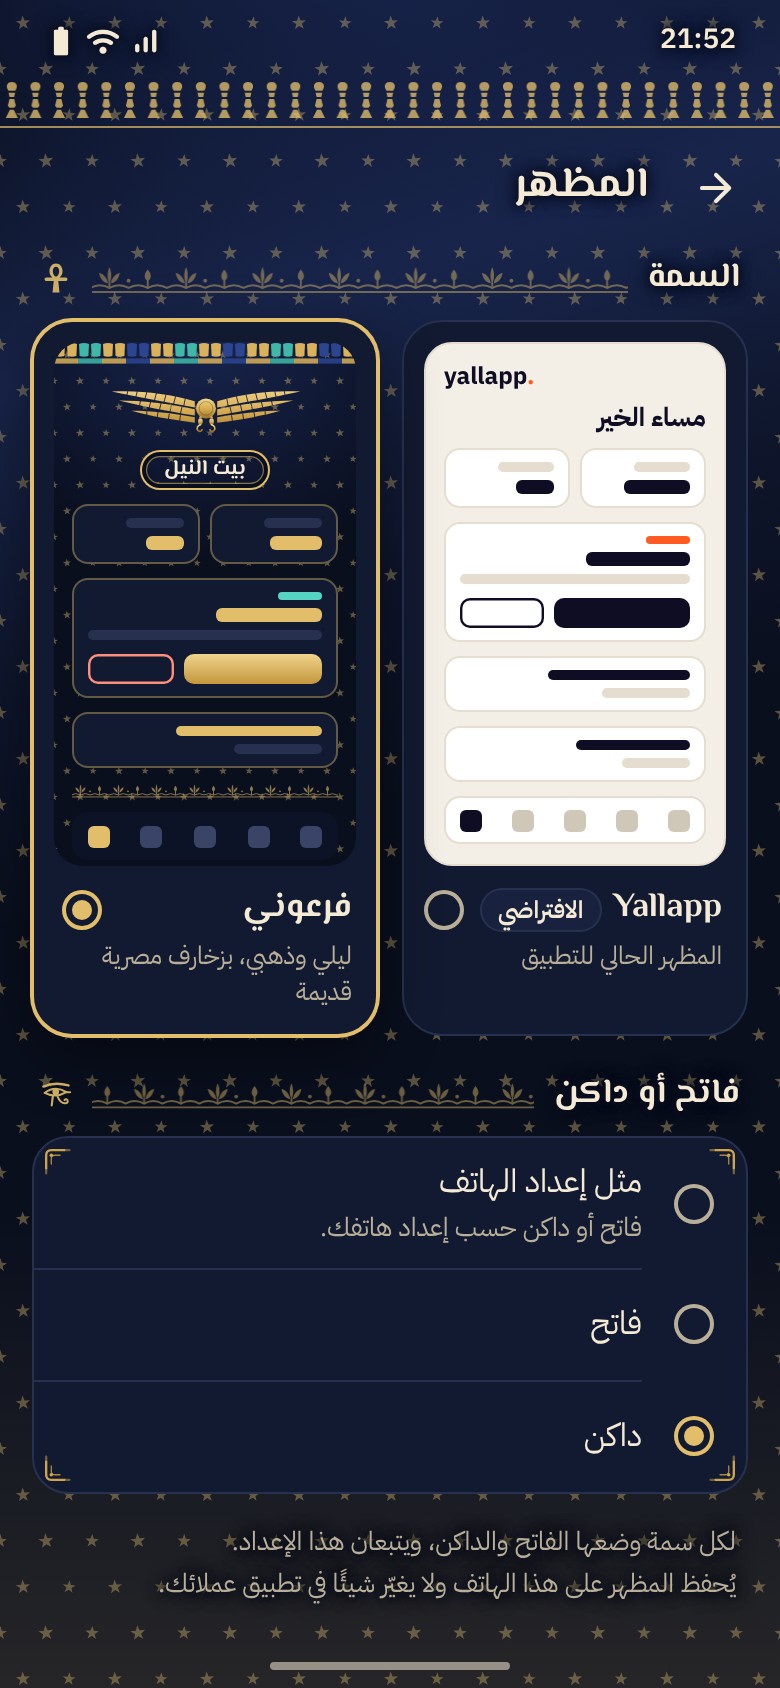 21:52
المظهر
السمة
yallapp.
مساء الخير
بيت النيل
Yallapp الافتراضي
المظهر الحالي للتطبيق
فرعوني
ليلي وذهبي، بزخارف مصرية
قديمة
فاتح أو داكن
مثل إعداد الهاتف
فاتح أو داكن حسب إعداد هاتفك.
فاتح
داكن
لكل سمة وضعها الفاتح والداكن، ويتبعان هذا الإعداد.
يُحفظ المظهر على هذا الهاتف ولا يغيّر شيئًا في تطبيق عملائك.